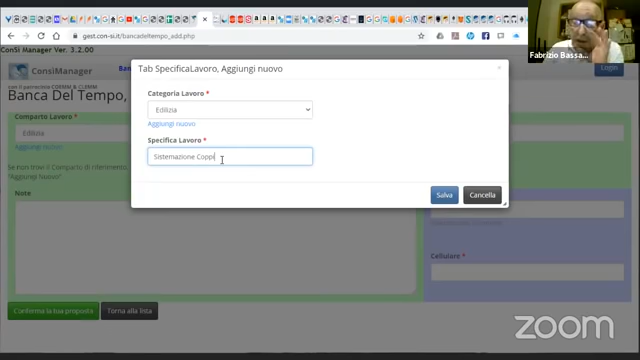 gest.con-si.it/bancadeltempo_add.php
ConSi Manager Ver. 3.2.00
ConsiManager
Login
con il patrocinio
Banca Del Tempo,
Tab SpecificaLavoro, Aggiungi nuovo
×
Categoria Lavoro *
Edilizia
Aggiungi nuovo
Specifica Lavoro *
Sistemazione Coppi
Salva
Cancella
Comparto Lavoro *
Edilizia
Aggiungi nuovo
Se non trovi il Comparto di riferimento,
"Aggiungi Nuovo"
Note
Cellulare *
Conferma la tua proposta
Torna alla lista
Fabrizio Bassa...
zoom